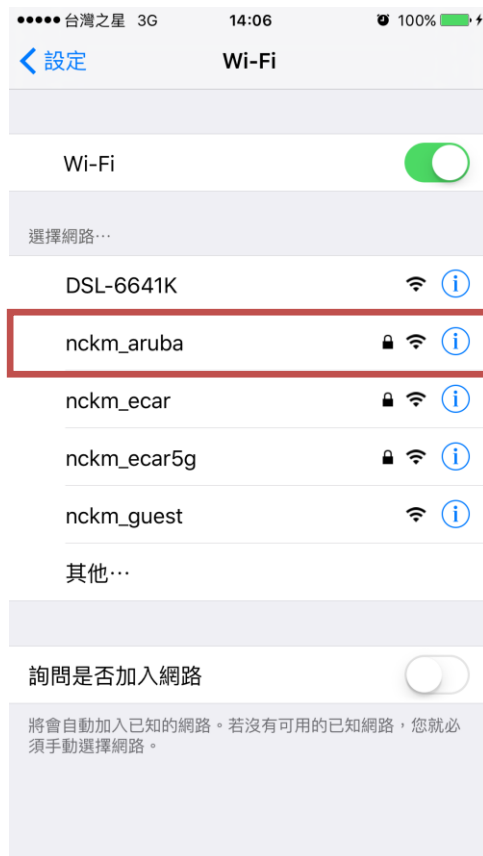 台灣之星 3G 14:06 100%
設定 Wi-Fi
Wi-Fi
選擇網路…
DSL-6641K
nckm_aruba
nckm_ecar
nckm_ecar5g
nckm_guest
其他…
詢問是否加入網路
將會自動加入已知的網路。若沒有可用的已知網路，您就必
須手動選擇網路。